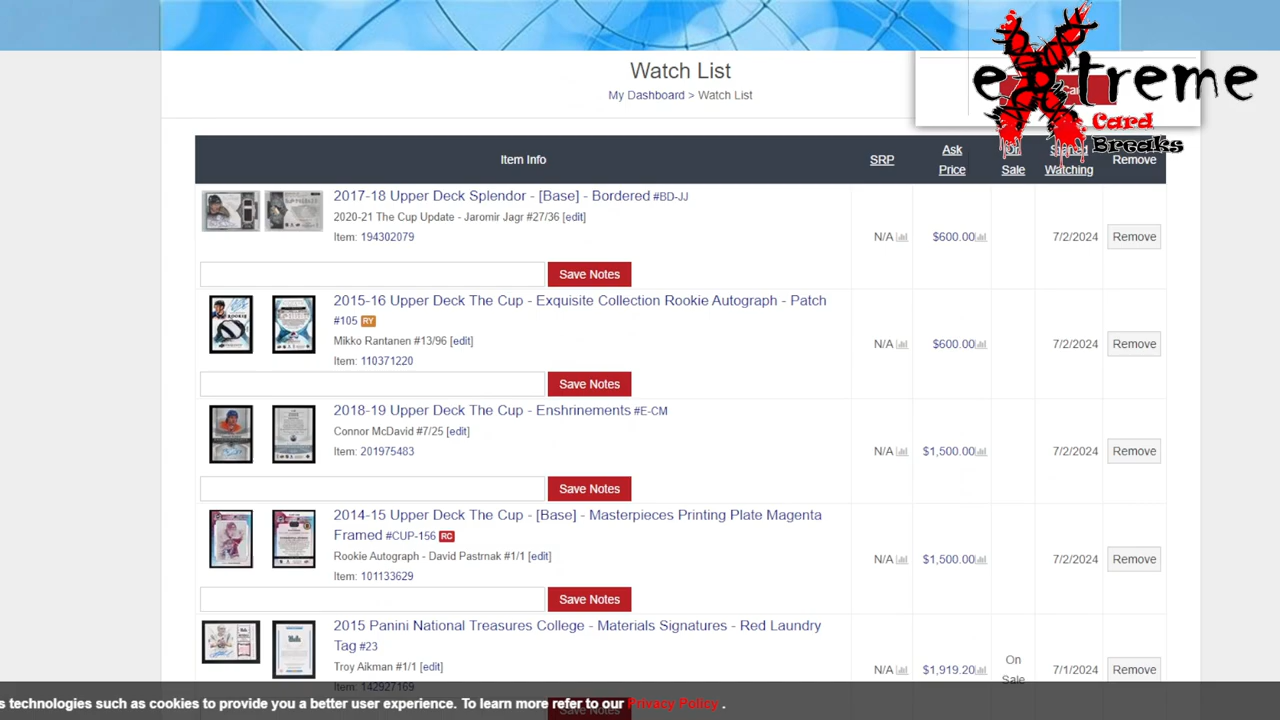 extreme
Card
Breaks
Watch List
My Dashboard > Watch List
Item Info
SRP
Ask Price
On Sale
Watching
Remove
2017-18 Upper Deck Splendor - [Base] - Bordered #BD-JJ
2020-21 The Cup Update - Jaromir Jagr #27/36 [edit]
Item: 194302079
N/A
$600.00
7/2/2024
Remove
Save Notes
2015-16 Upper Deck The Cup - Exquisite Collection Rookie Autograph - Patch
#105 RY
Mikko Rantanen #13/96 [edit]
Item: 110371220
N/A
$600.00
7/2/2024
Remove
Save Notes
2018-19 Upper Deck The Cup - Enshrinements #E-CM
Connor McDavid #7/25 [edit]
Item: 201975483
N/A
$1,500.00
7/2/2024
Remove
Save Notes
2014-15 Upper Deck The Cup - [Base] - Masterpieces Printing Plate Magenta
Framed #CUP-156 RC
Rookie Autograph - David Pastrnak #1/1 [edit]
Item: 101133629
N/A
$1,500.00
7/2/2024
Remove
Save Notes
2015 Panini National Treasures College - Materials Signatures - Red Laundry
Tag #23
Troy Aikman #1/1 [edit]
Item: 142927169
N/A
$1,919.20
On
Sale
7/1/2024
Remove
Save Notes
s technologies such as cookies to provide you a better user experience. To learn more refer to our Privacy Policy .